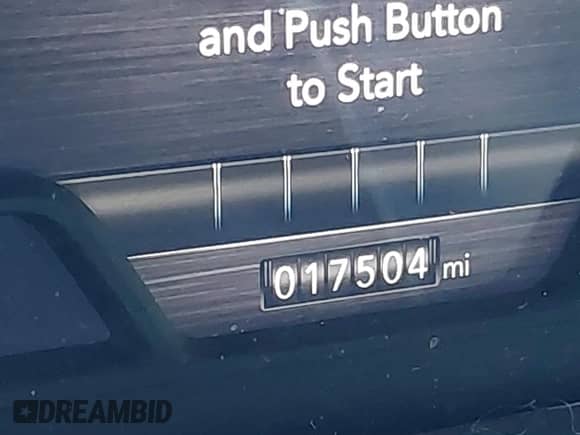 and Push Button
to Start
017504 mi
DREAMBID